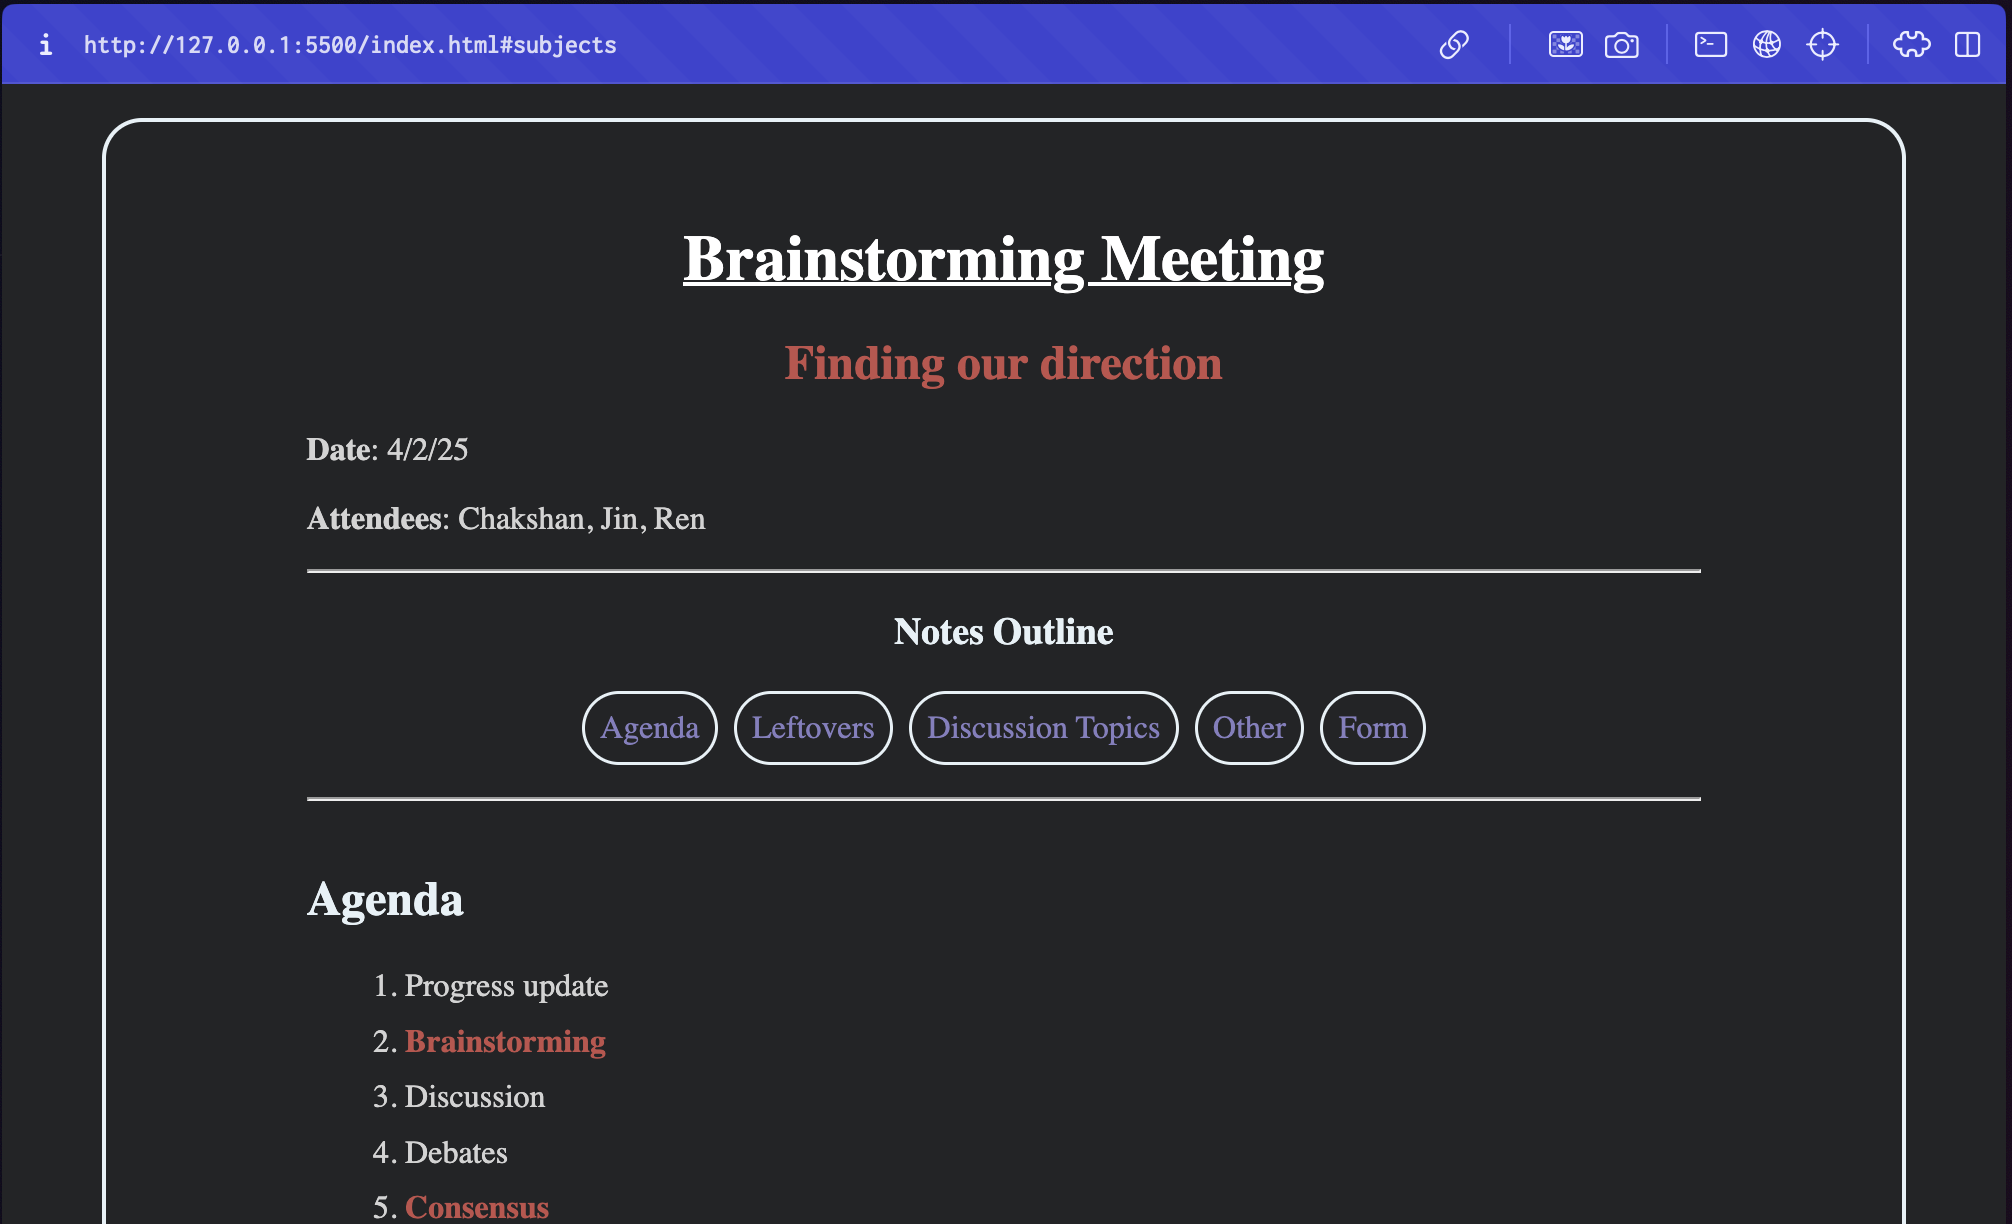 i http://127.0.0.1:5500/index.html#subjects
Brainstorming Meeting
Finding our direction
Date: 4/2/25
Attendees: Chakshan, Jin, Ren
Notes Outline
Agenda Leftovers Discussion Topics Other Form
Agenda
1. Progress update
2. Brainstorming
3. Discussion
4. Debates
5. Consensus